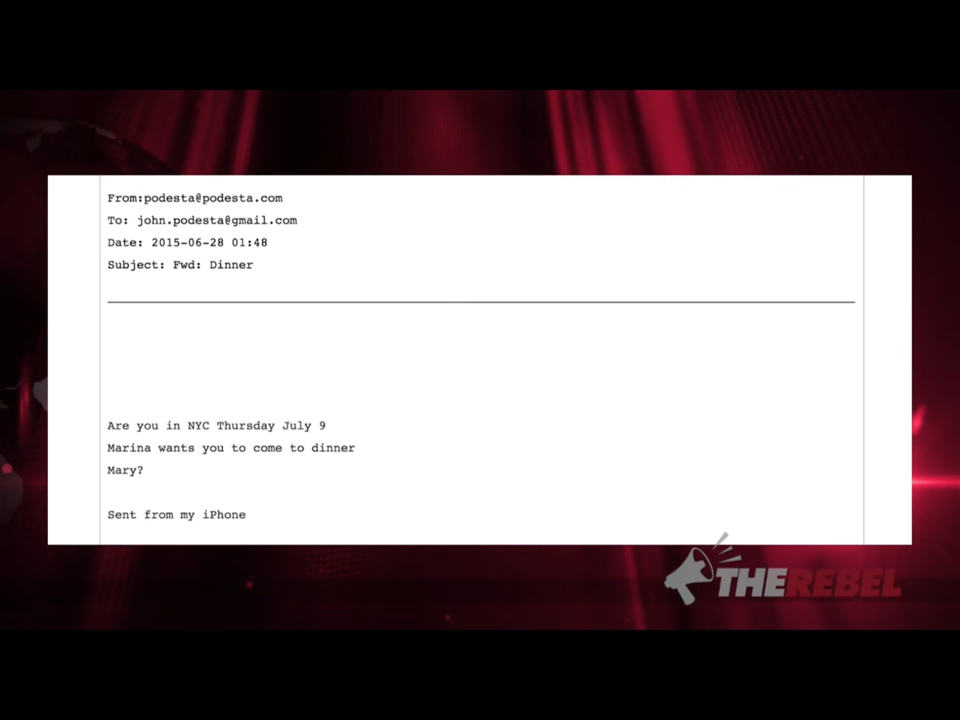 From:podesta@podesta.com
To: john.podesta@gmail.com
Date: 2015-06-28 01:48
Subject: Fwd: Dinner
Are you in NYC Thursday July 9
Marina wants you to come to dinner
Mary?
Sent from my iPhone
THEREBEL